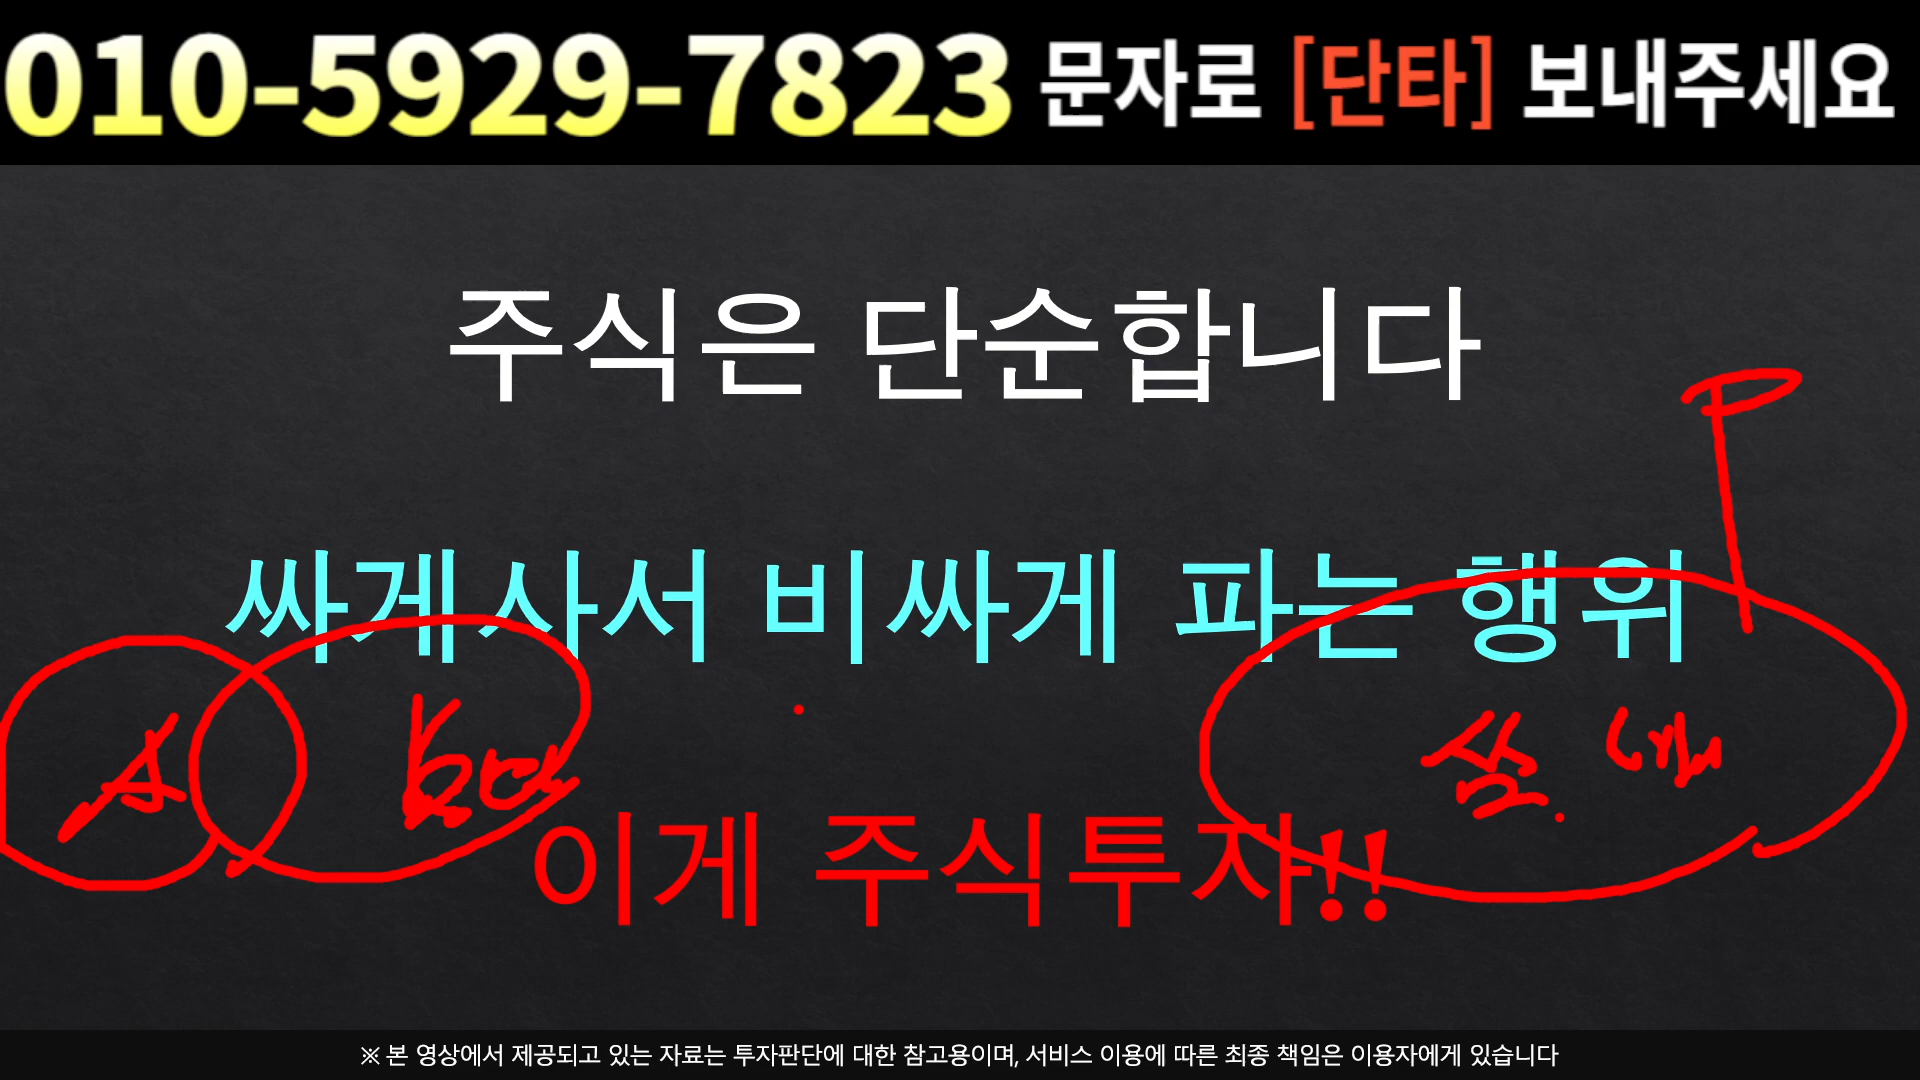 010-5929-7823 문자로 [단타] 보내주세요
주식은 단순합니다
싸게사서 비싸게 파는 행위
이게 주식투자!!
※ 본 영상에서 제공되고 있는 자료는 투자판단에 대한 참고용이며, 서비스 이용에 따른 최종 책임은 이용자에게 있습니다